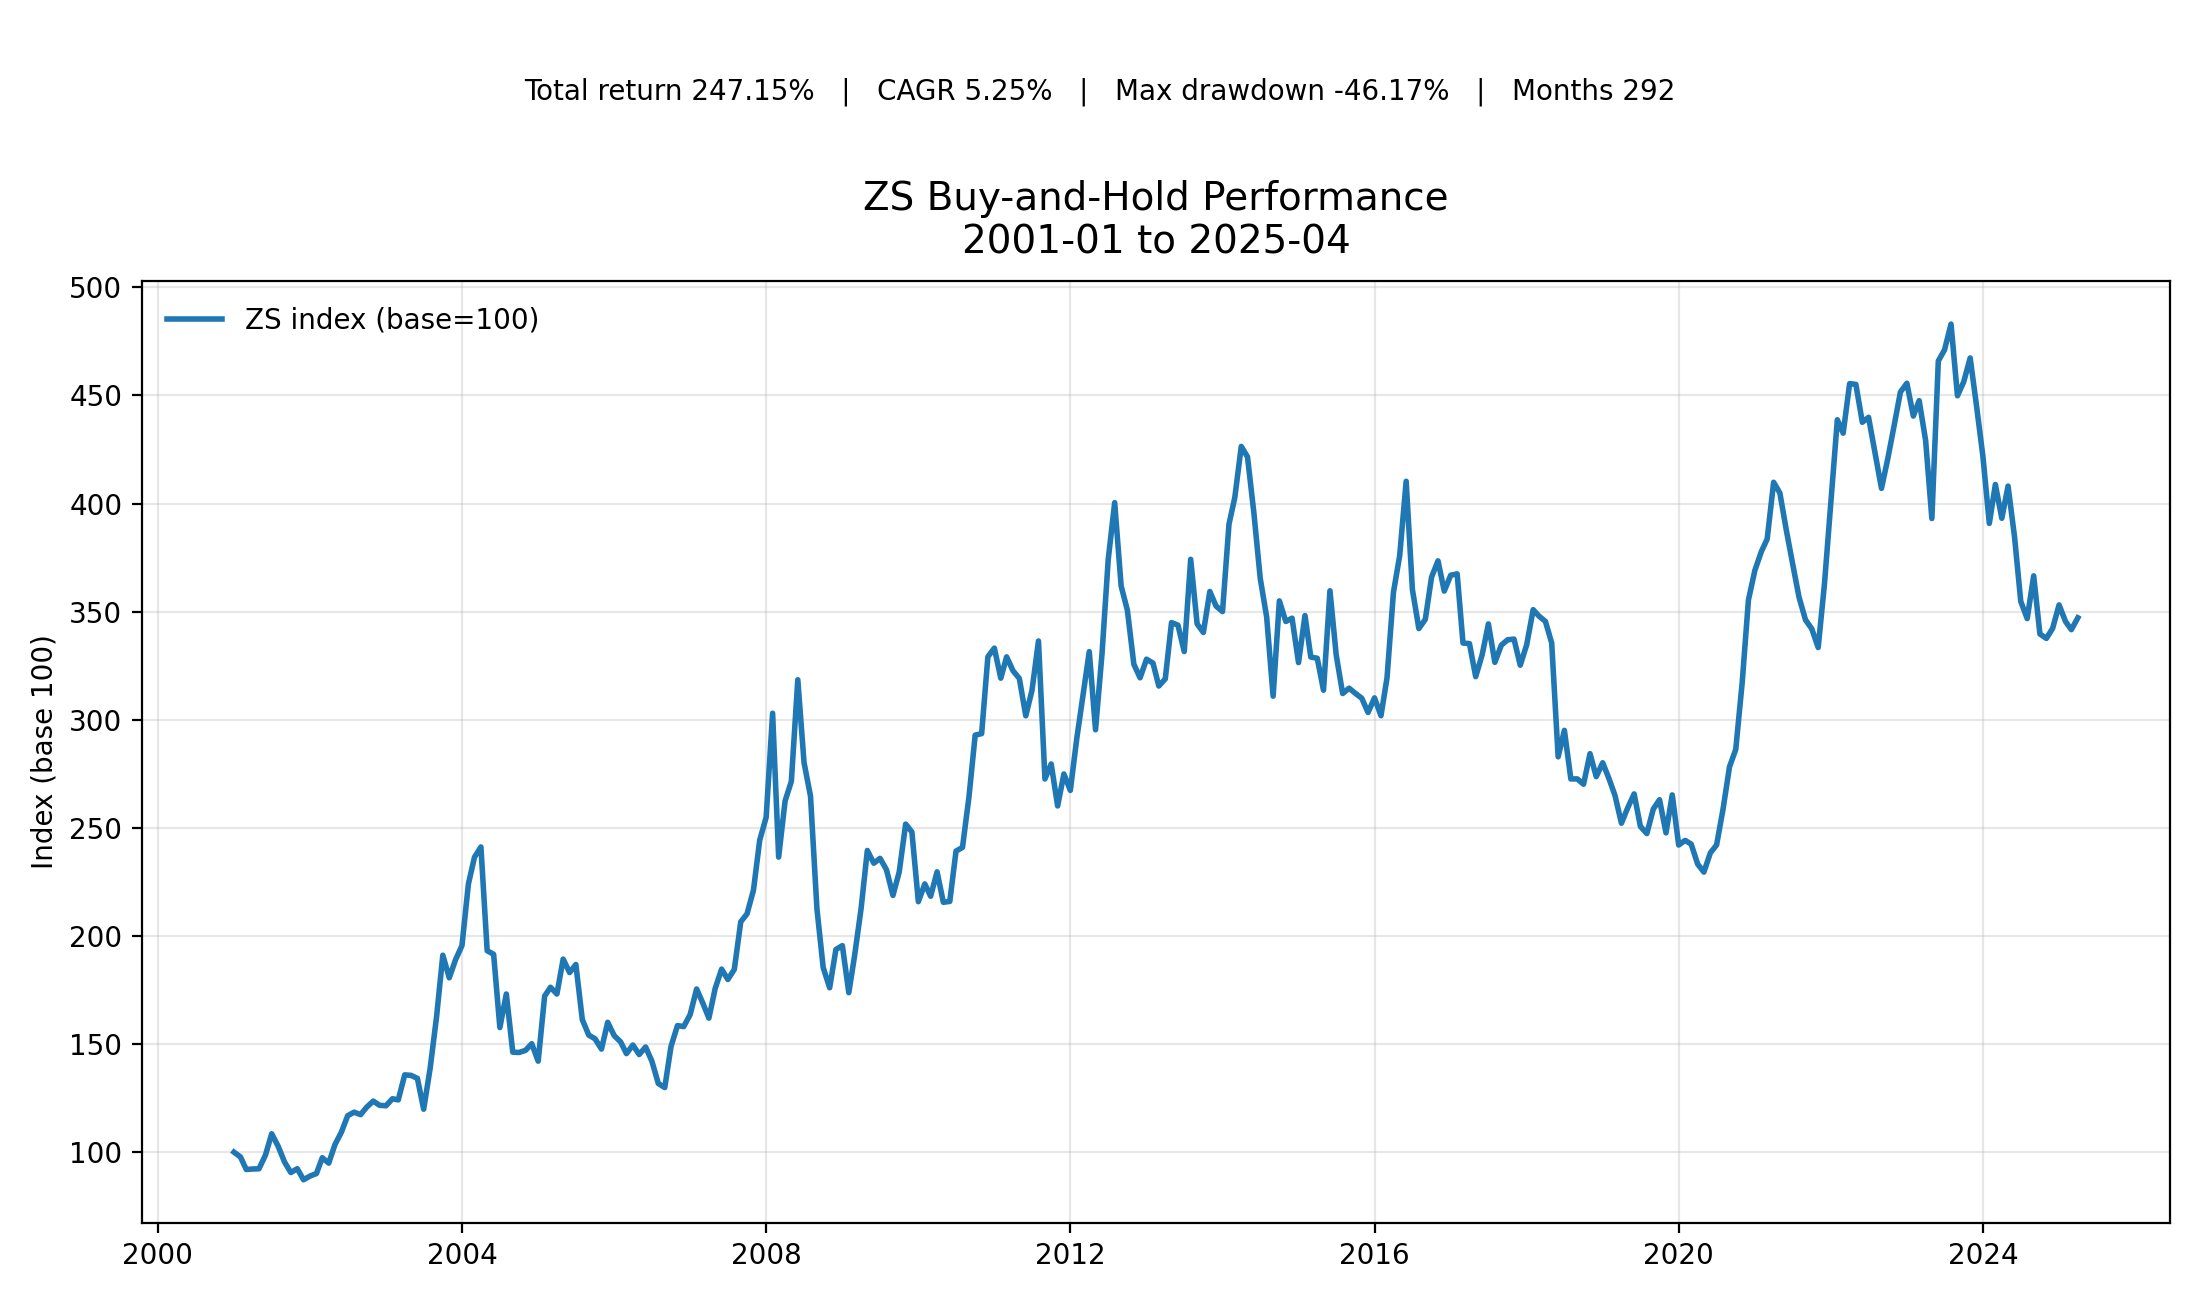 Total return 247.15% | CAGR 5.25% | Max drawdown -46.17% | Months 292
ZS Buy-and-Hold Performance
2001-01 to 2025-04
ZS index (base=100)
Index (base 100)
500
450
400
350
300
250
200
150
100
2000 2004 2008 2012 2016 2020 2024